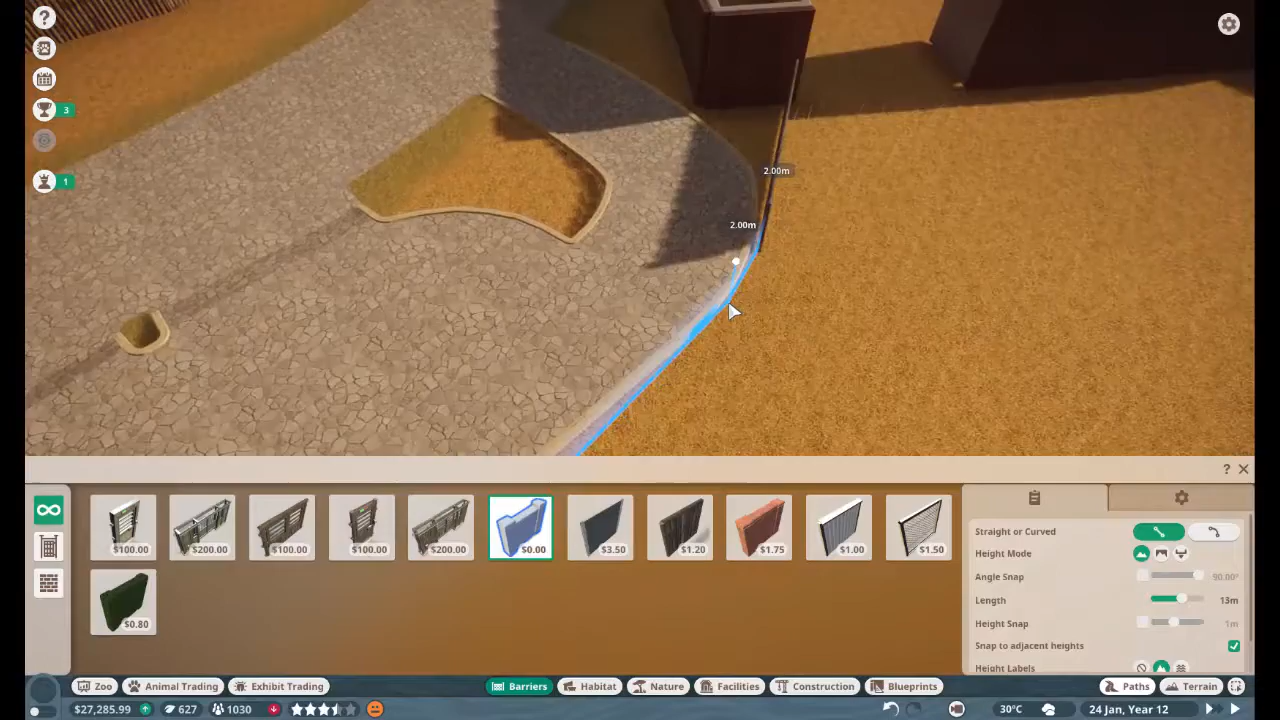 ?
3
1
2.00m
2.00m
? ×
$100.00 $200.00 $100.00 $100.00 $200.00 $0.00 $3.50 $1.20 $1.75 $1.00 $1.50
$0.80
Straight or Curved
Height Mode
Angle Snap 90.00°
Length 13m
Height Snap 1m
Snap to adjacent heights
Height Labels
Zoo Animal Trading Exhibit Trading Barriers Habitat Nature Facilities Construction Blueprints Paths Terrain
$27,285.99 627 1030 30°C 24 Jan, Year 12